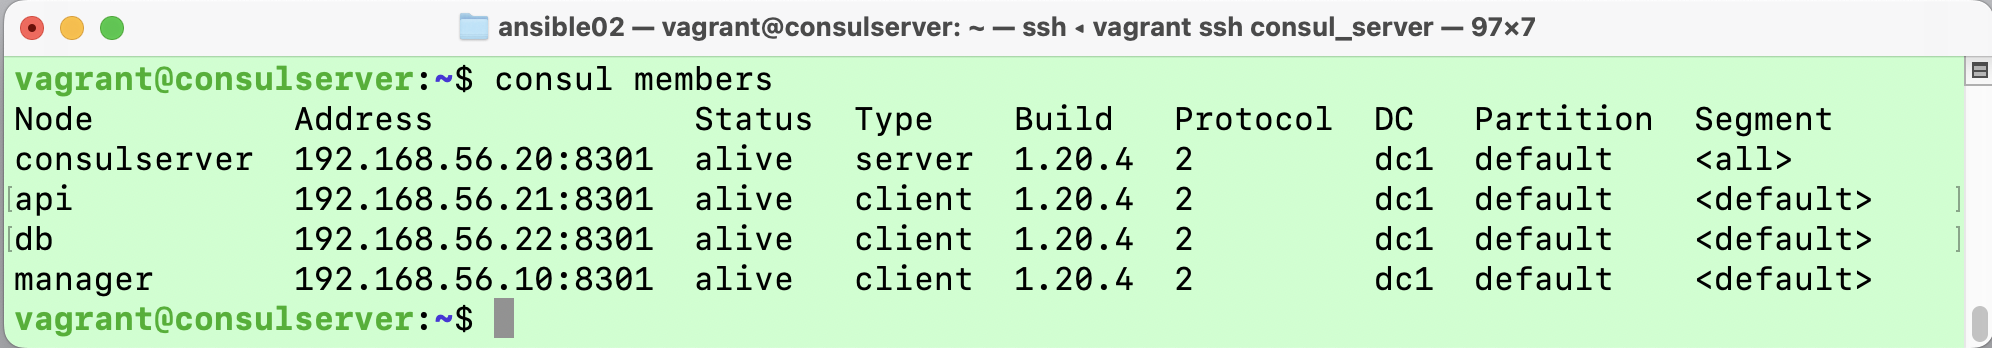 ansible02 — vagrant@consulserver: ~ — ssh ◂ vagrant ssh consul_server — 97×7
vagrant@consulserver:~$ consul members
Node          Address             Status  Type    Build   Protocol  DC   Partition  Segment
consulserver  192.168.56.20:8301  alive   server  1.20.4  2         dc1  default    <all>
[api           192.168.56.21:8301  alive   client  1.20.4  2         dc1  default    <default>    ]
[db            192.168.56.22:8301  alive   client  1.20.4  2         dc1  default    <default>    ]
manager       192.168.56.10:8301  alive   client  1.20.4  2         dc1  default    <default>
vagrant@consulserver:~$